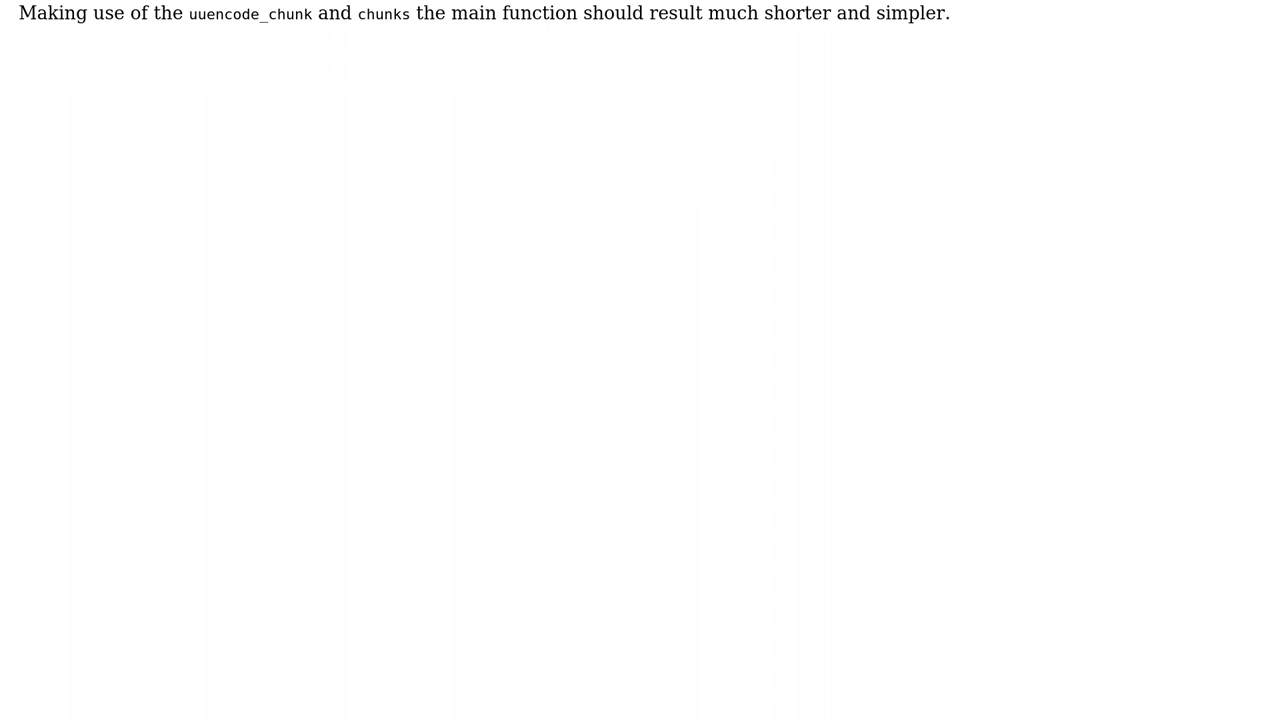 Making use of the uuencode_chunk and chunks the main function should result much shorter and simpler.